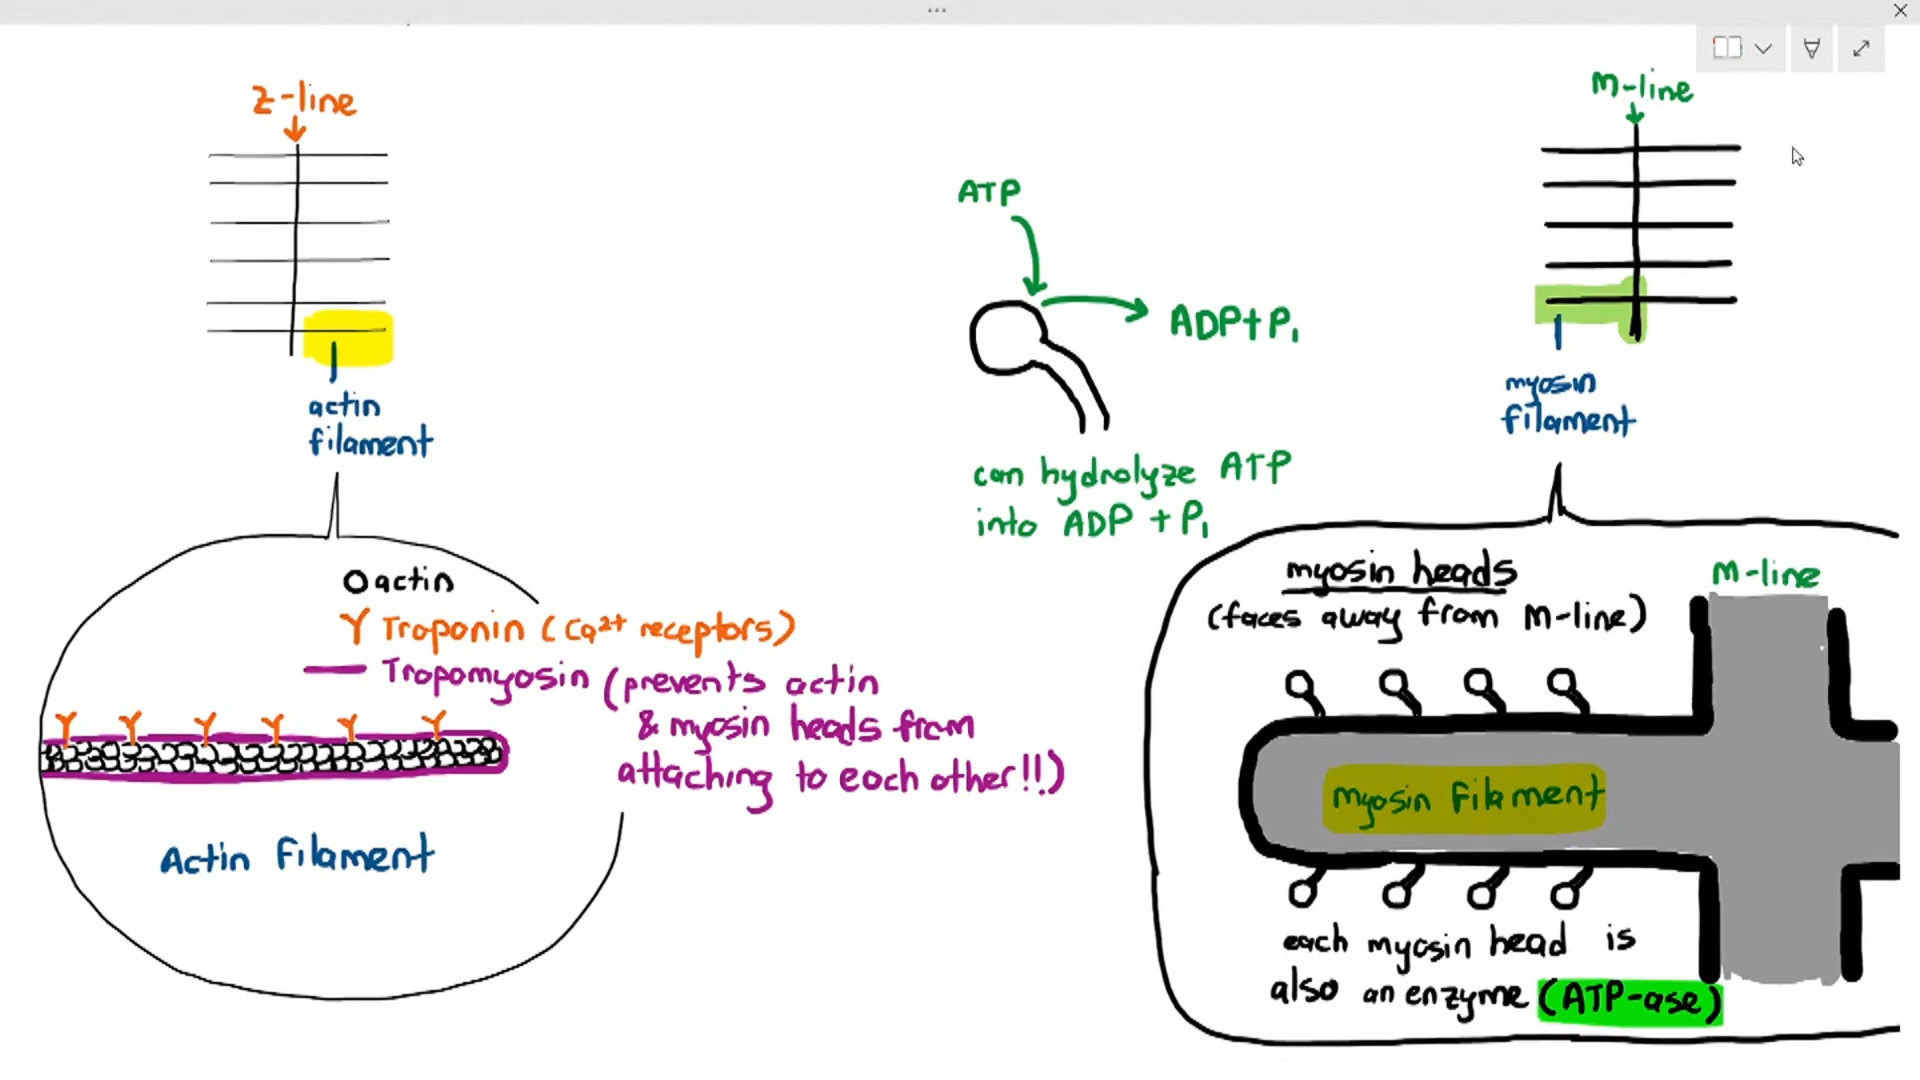 Z-line
actin
filament
O actin
Y Troponin (Ca2+ receptors)
Tropomyosin (prevents actin
& myosin heads from
attaching to each other!!)
Actin Filament
ATP
ADP+Pi
can hydrolyze ATP
into ADP + Pi
M-line
myosin
filament
myosin heads
(faces away from M-line)
M-line
myosin filament
each myosin head is
also an enzyme (ATP-ase)